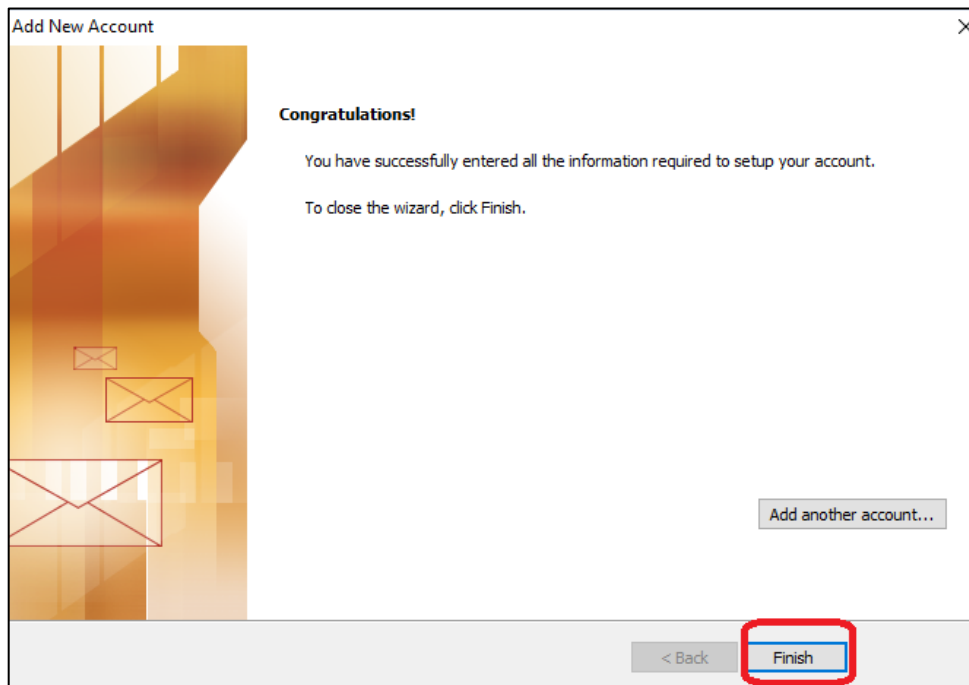 Add New Account
Congratulations!
You have successfully entered all the information required to setup your account.
To close the wizard, click Finish.
Add another account...
< Back
Finish